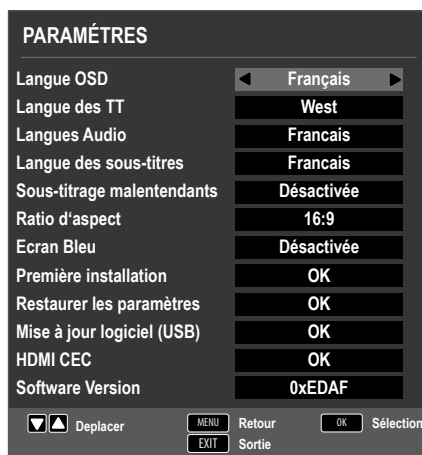 PARAMÉTRES
Langue OSD Français
Langue des TT West
Langues Audio Francais
Langue des sous-titres Francais
Sous-titrage malentendants Désactivée
Ratio d‘aspect 16:9
Ecran Bleu Désactivée
Première installation OK
Restaurer les paramètres OK
Mise à jour logiciel (USB) OK
HDMI CEC OK
Software Version 0xEDAF
Deplacer MENU Retour OK Sélection
EXIT Sortie